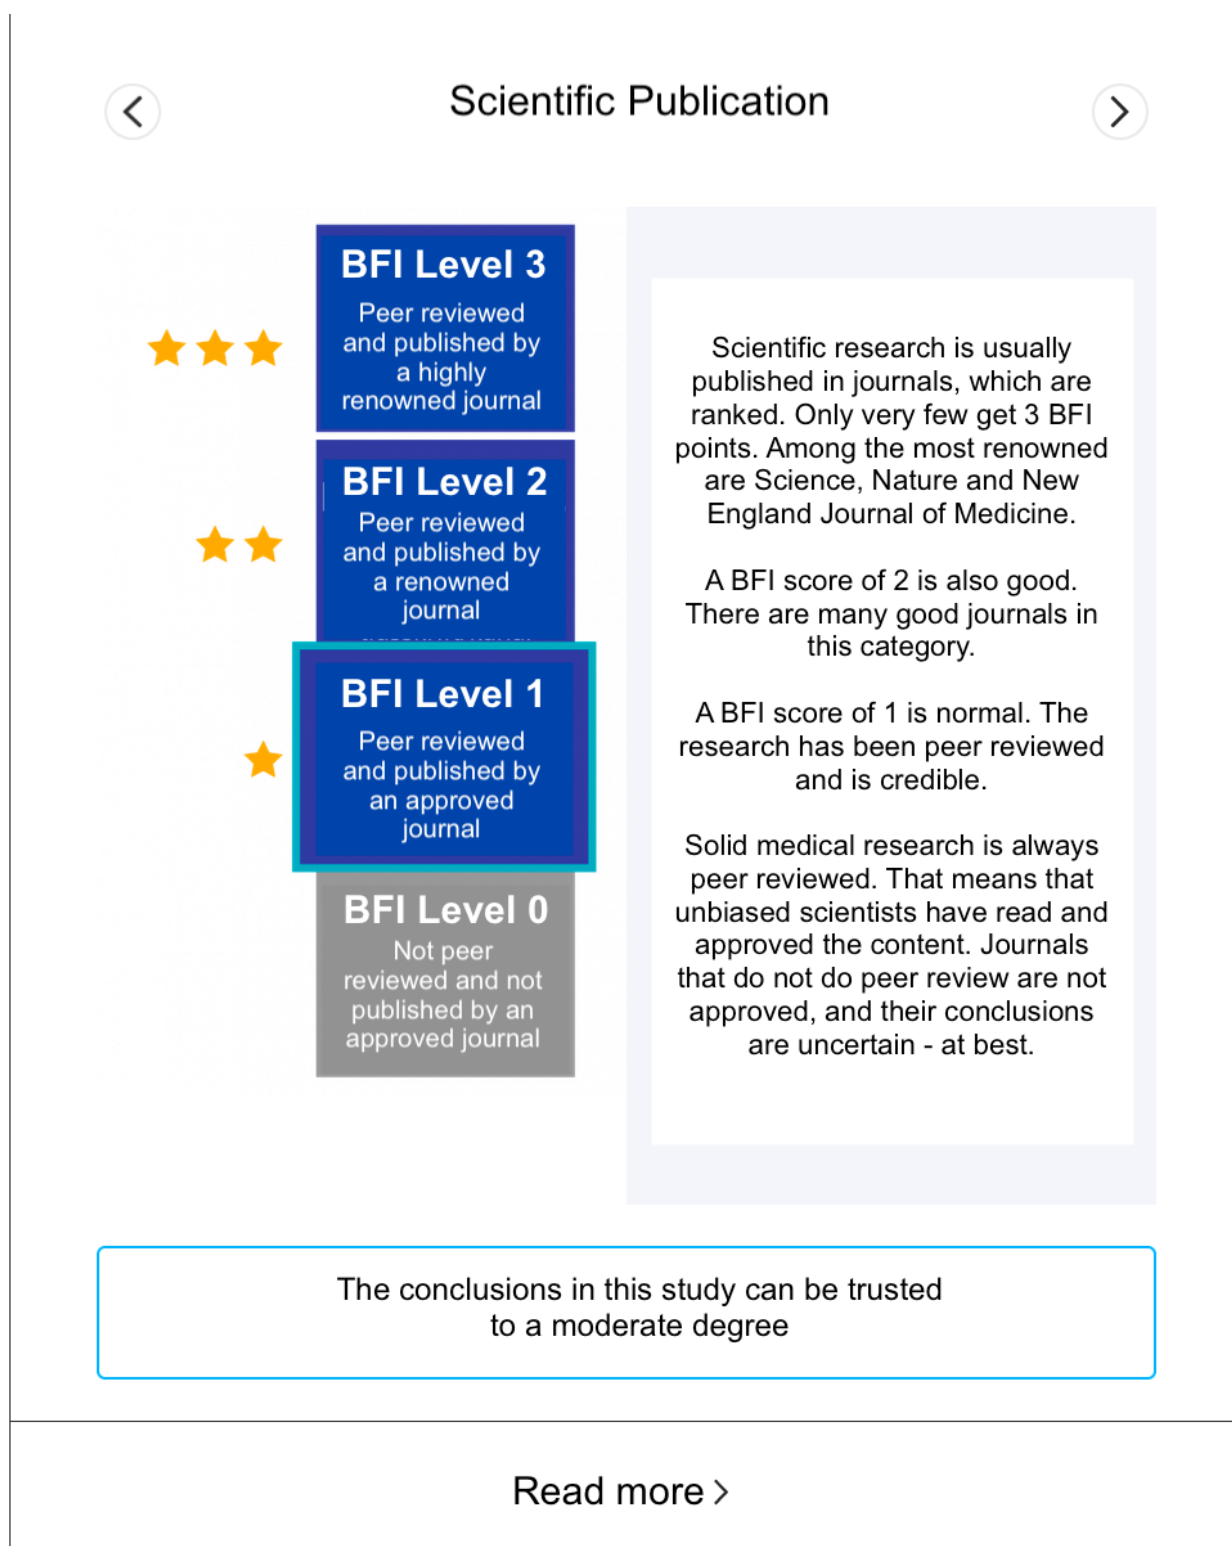 Scientific Publication
BFI Level 3
Peer reviewed
and published by
a highly
renowned journal
BFI Level 2
Peer reviewed
and published by
a renowned
journal
BFI Level 1
Peer reviewed
and published by
an approved
journal
BFI Level 0
Not peer
reviewed and not
published by an
approved journal
Scientific research is usually
published in journals, which are
ranked. Only very few get 3 BFI
points. Among the most renowned
are Science, Nature and New
England Journal of Medicine.
A BFI score of 2 is also good.
There are many good journals in
this category.
A BFI score of 1 is normal. The
research has been peer reviewed
and is credible.
Solid medical research is always
peer reviewed. That means that
unbiased scientists have read and
approved the content. Journals
that do not do peer review are not
approved, and their conclusions
are uncertain - at best.
The conclusions in this study can be trusted
to a moderate degree
Read more >